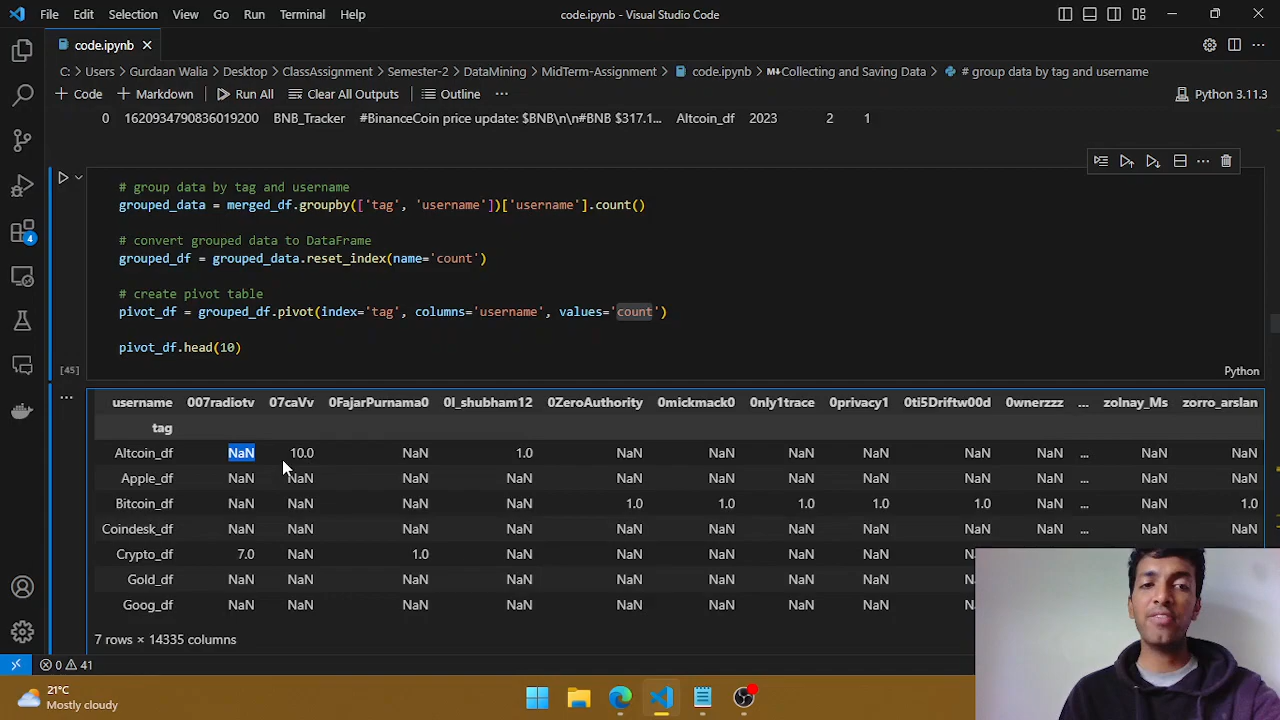 File Edit Selection View Go Run Terminal Help
code.ipynb - Visual Studio Code
code.ipynb
C: > Users > Gurdaan Walia > Desktop > ClassAssignment > Semester-2 > DataMining > MidTerm-Assignment > code.ipynb > M↓Collecting and Saving Data > # group data by tag and username
+ Code + Markdown Run All Clear All Outputs Outline ... Python 3.11.3
0 1620934790836019200 BNB_Tracker #BinanceCoin price update: $BNB\n\n#BNB $317.1... Altcoin_df 2023 2 1
# group data by tag and username
grouped_data = merged_df.groupby(['tag', 'username'])['username'].count()
# convert grouped data to DataFrame
grouped_df = grouped_data.reset_index(name='count')
# create pivot table
pivot_df = grouped_df.pivot(index='tag', columns='username', values='count')
pivot_df.head(10)
[45]
Python
username 007radiotv 07caVv 0FajarPurnama0 0I_shubham12 0ZeroAuthority 0mickmack0 0nly1trace 0privacy1 0ti5Driftw00d 0wnerzzz ... zolnay_Ms zorro_arslan
tag
Altcoin_df NaN 10.0 NaN 1.0 NaN NaN NaN NaN NaN NaN ... NaN NaN
Apple_df NaN NaN NaN NaN NaN NaN NaN NaN NaN NaN ... NaN NaN
Bitcoin_df NaN NaN NaN NaN 1.0 1.0 1.0 1.0 1.0 NaN ... NaN 1.0
Coindesk_df NaN NaN NaN NaN NaN NaN NaN NaN NaN NaN ... NaN NaN
Crypto_df 7.0 NaN 1.0 NaN NaN NaN NaN NaN
Gold_df NaN NaN NaN NaN NaN NaN NaN NaN
Goog_df NaN NaN NaN NaN NaN NaN NaN NaN
7 rows × 14335 columns
4
0 41
21°C
Mostly cloudy